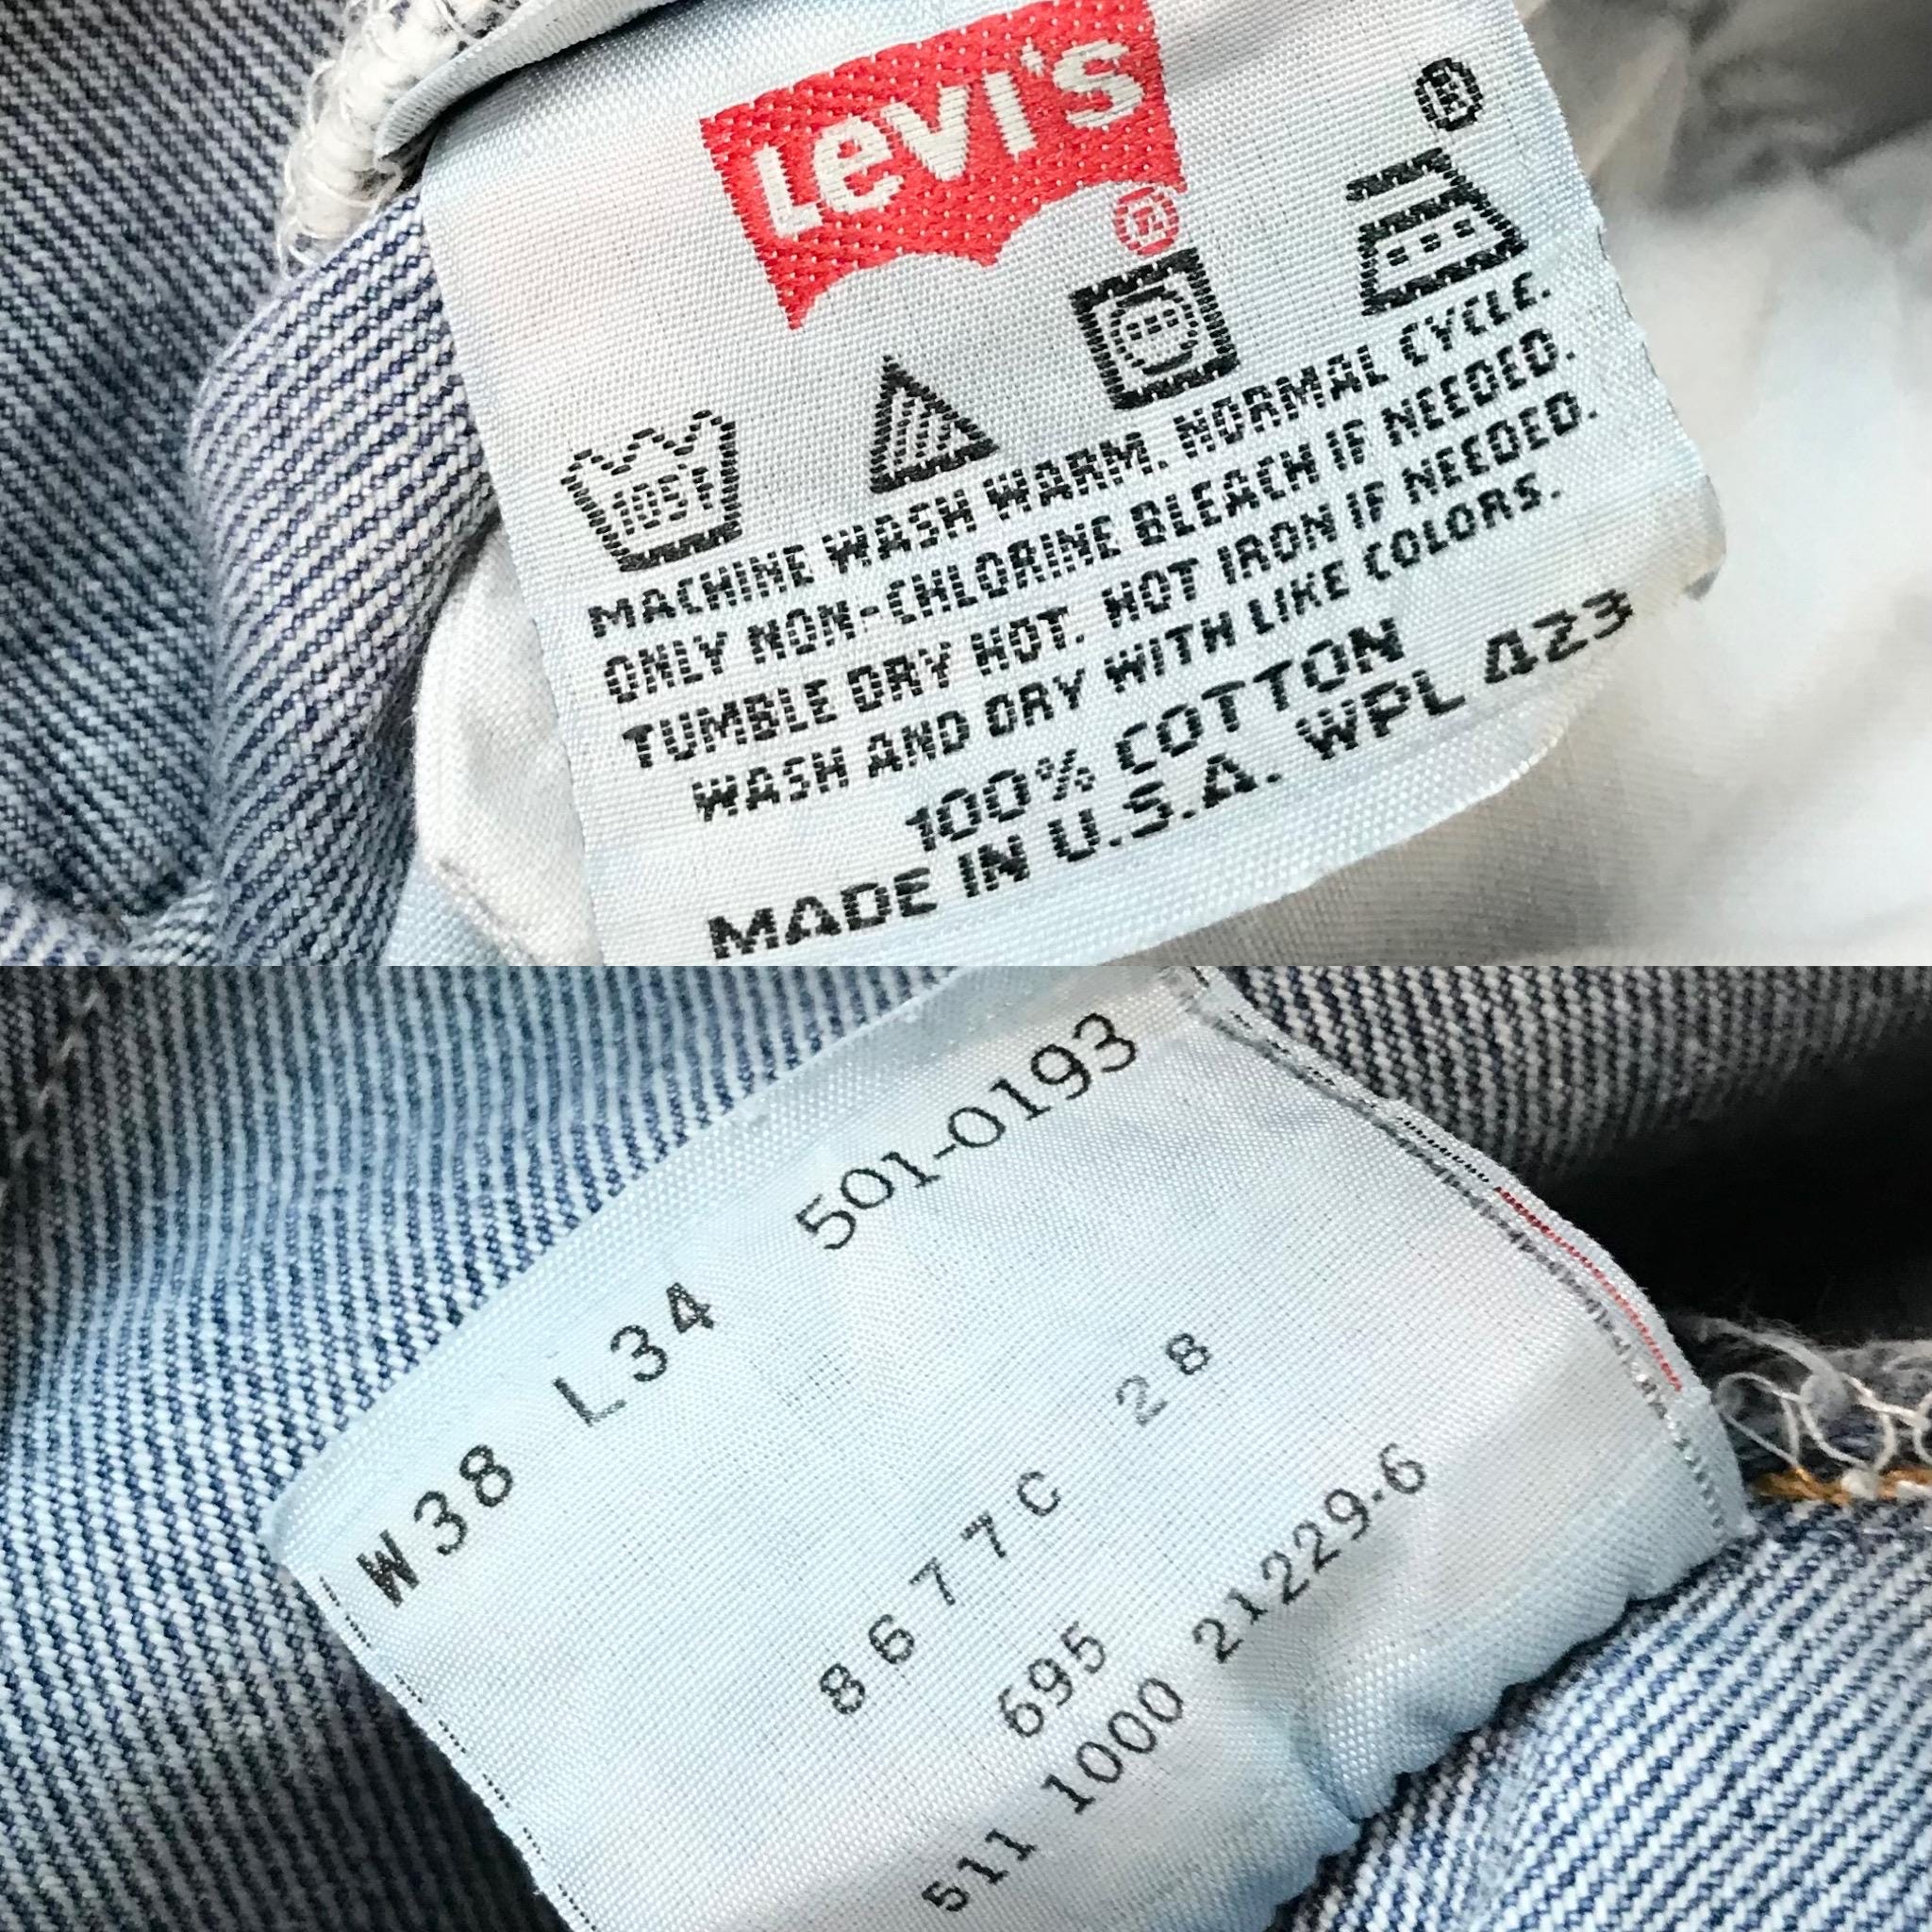 LEVI'S
®
®
105F
MACHINE WASH WARM. NORMAL CYCLE.
ONLY NON-CHLORINE BLEACH IF NEEDED.
TUMBLE DRY HOT. HOT IRON IF NEEDED.
WASH AND DRY WITH LIKE COLORS.
100% COTTON
MADE IN U.S.A. WPL 423
W38 L34 501-0193
8677C 28
695
511 1000 21229-6